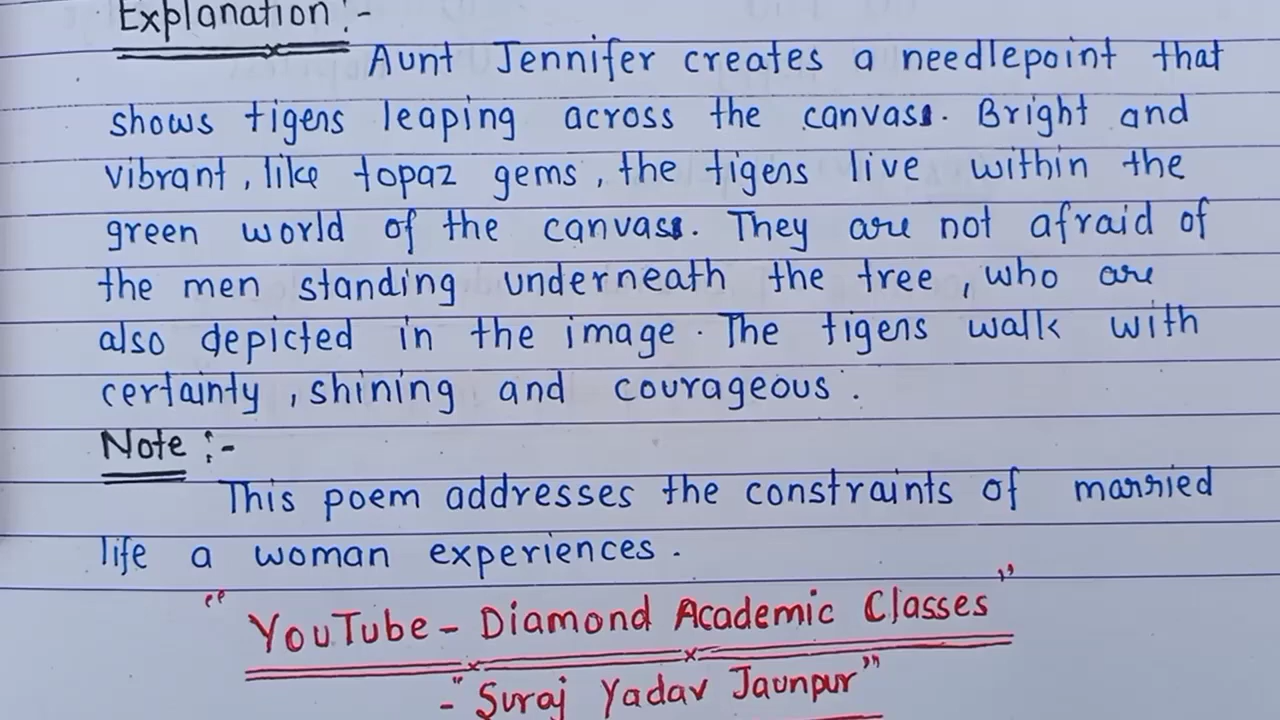 Explanation :-
Aunt Jennifer creates a needlepoint that
shows tigers leaping across the canvas. Bright and
vibrant, like topaz gems, the tigers live within the
green world of the canvas. They are not afraid of
the men standing underneath the tree, who are
also depicted in the image. The tigers walk with
certainty, shining and courageous.
Note :-
This poem addresses the constraints of married
life a woman experiences.
"YouTube - Diamond Academic Classes"
- "Suraj Yadav Jaunpur"